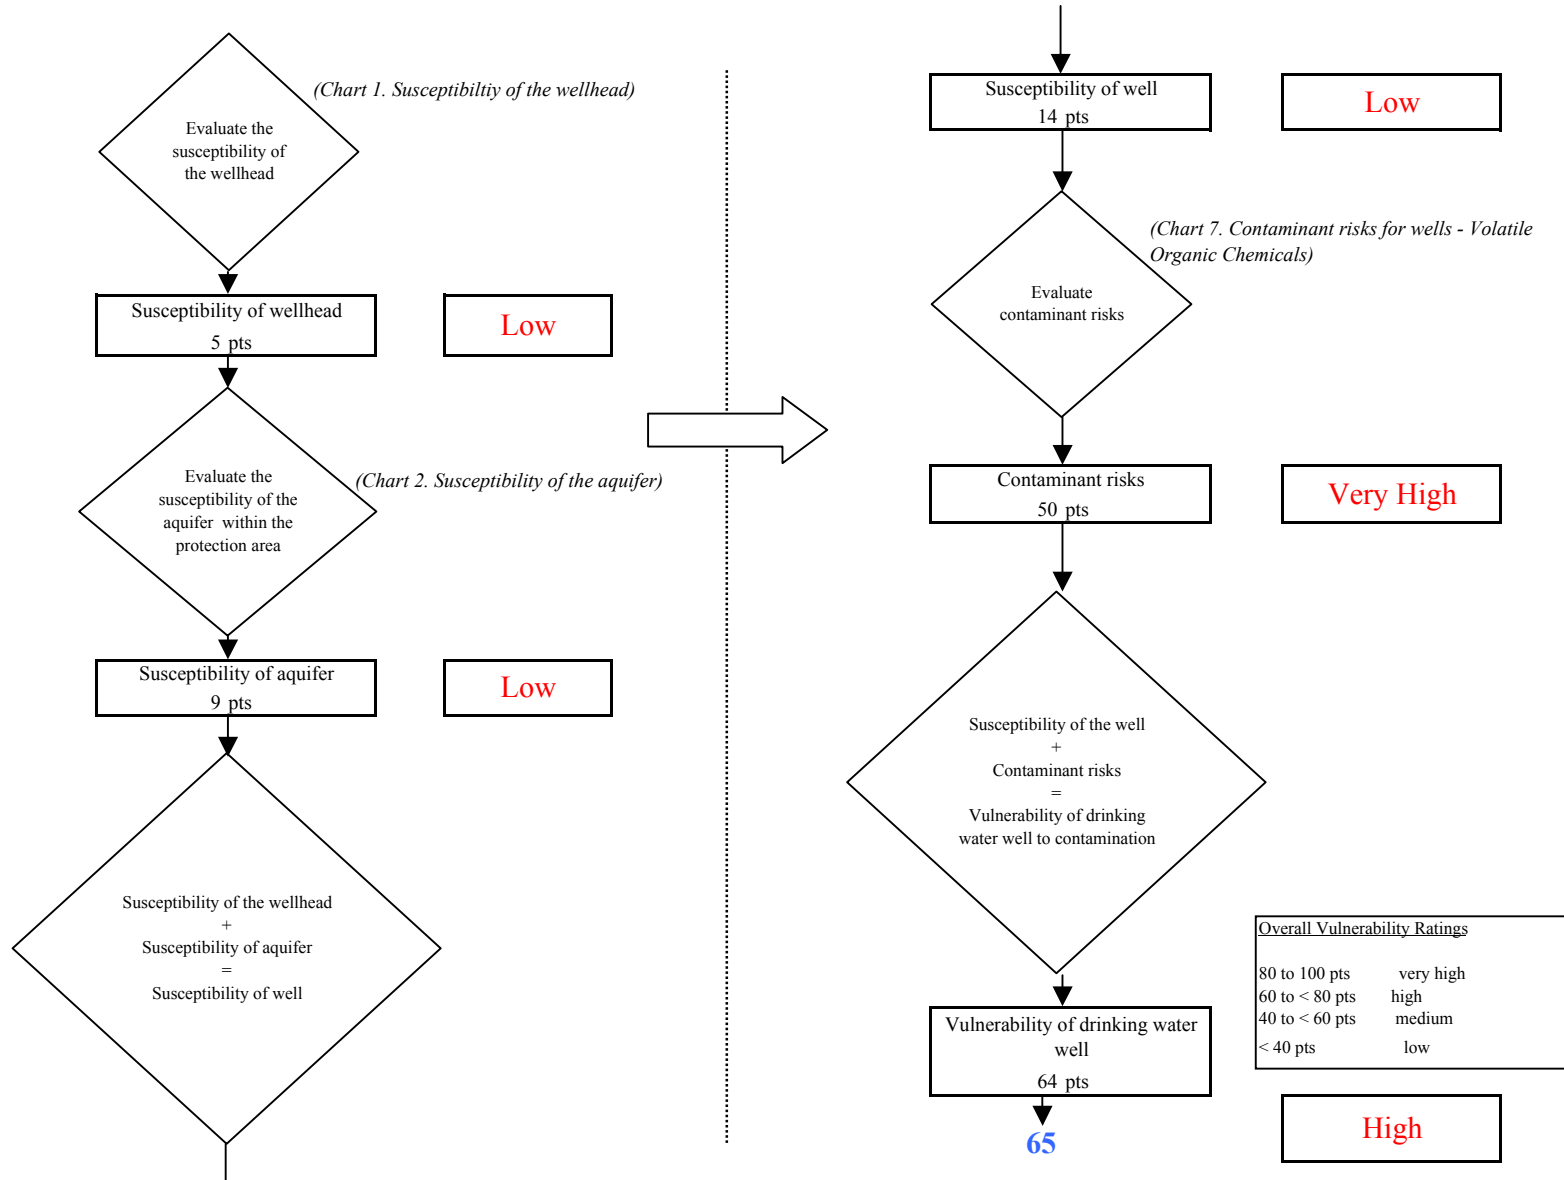 (Chart 1. Susceptibiltiy of the wellhead)
Evaluate the
susceptibility of
the wellhead
Susceptibility of wellhead
5 pts
Low
(Chart 2. Susceptibility of the aquifer)
Evaluate the
susceptibility of the
aquifer within the
protection area
Susceptibility of aquifer
9 pts
Low
Susceptibility of the wellhead
+
Susceptibility of aquifer
=
Susceptibility of well
Susceptibility of well
14 pts
Low
(Chart 7. Contaminant risks for wells - Volatile
Organic Chemicals)
Evaluate
contaminant risks
Contaminant risks
50 pts
Very High
Susceptibility of the well
+
Contaminant risks
=
Vulnerability of drinking
water well to contamination
Overall Vulnerability Ratings
80 to 100 pts very high
60 to < 80 pts high
40 to < 60 pts medium
< 40 pts low
Vulnerability of drinking water
well
64 pts
65
High